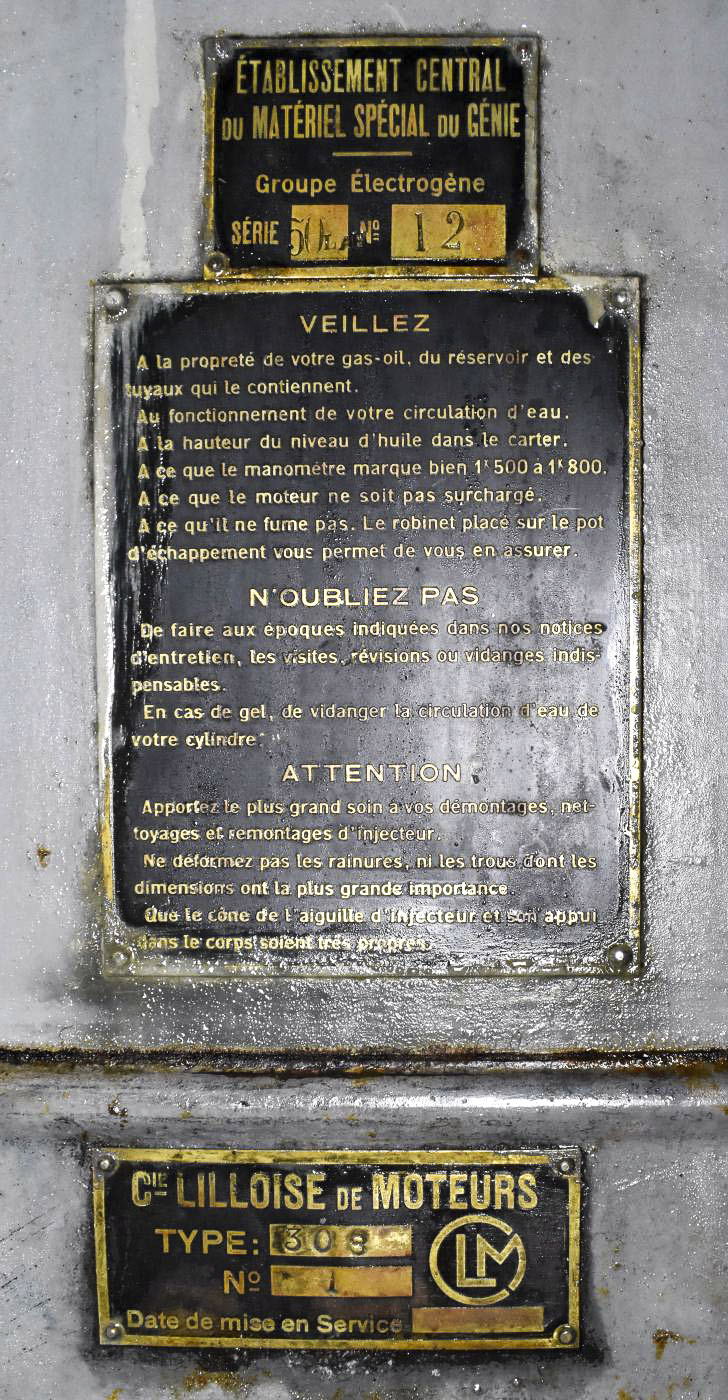 ÉTABLISSEMENT CENTRAL
DU MATÉRIEL SPÉCIAL DU GÉNIE
Groupe Électrogène
SÉRIE 50 LA Nº 12
VEILLEZ
A la propreté de votre gas-oil, du réservoir et des
tuyaux qui le contiennent.
Au fonctionnement de votre circulation d'eau.
A la hauteur du niveau d'huile dans le carter.
A ce que le manomètre marque bien 1ᵏ500 à 1ᵏ800.
A ce que le moteur ne soit pas surchargé.
A ce qu'il ne fume pas. Le robinet placé sur le pot
d'échappement vous permet de vous en assurer.
N'OUBLIEZ PAS
De faire aux époques indiquées dans nos notices
d'entretien, les visites, révisions ou vidanges indis-
pensables.
En cas de gel, de vidanger la circulation d'eau de
votre cylindre.
ATTENTION
Apportez le plus grand soin à vos démontages, net-
toyages et remontages d'injecteur.
Ne déformez pas les rainures, ni les trous dont les
dimensions ont la plus grande importance.
Que le cône de l'aiguille d'injecteur et son appui
dans le corps soient très propres.
CIE LILLOISE DE MOTEURS
TYPE: 308
CLM
Nº 1
Date de mise en Service